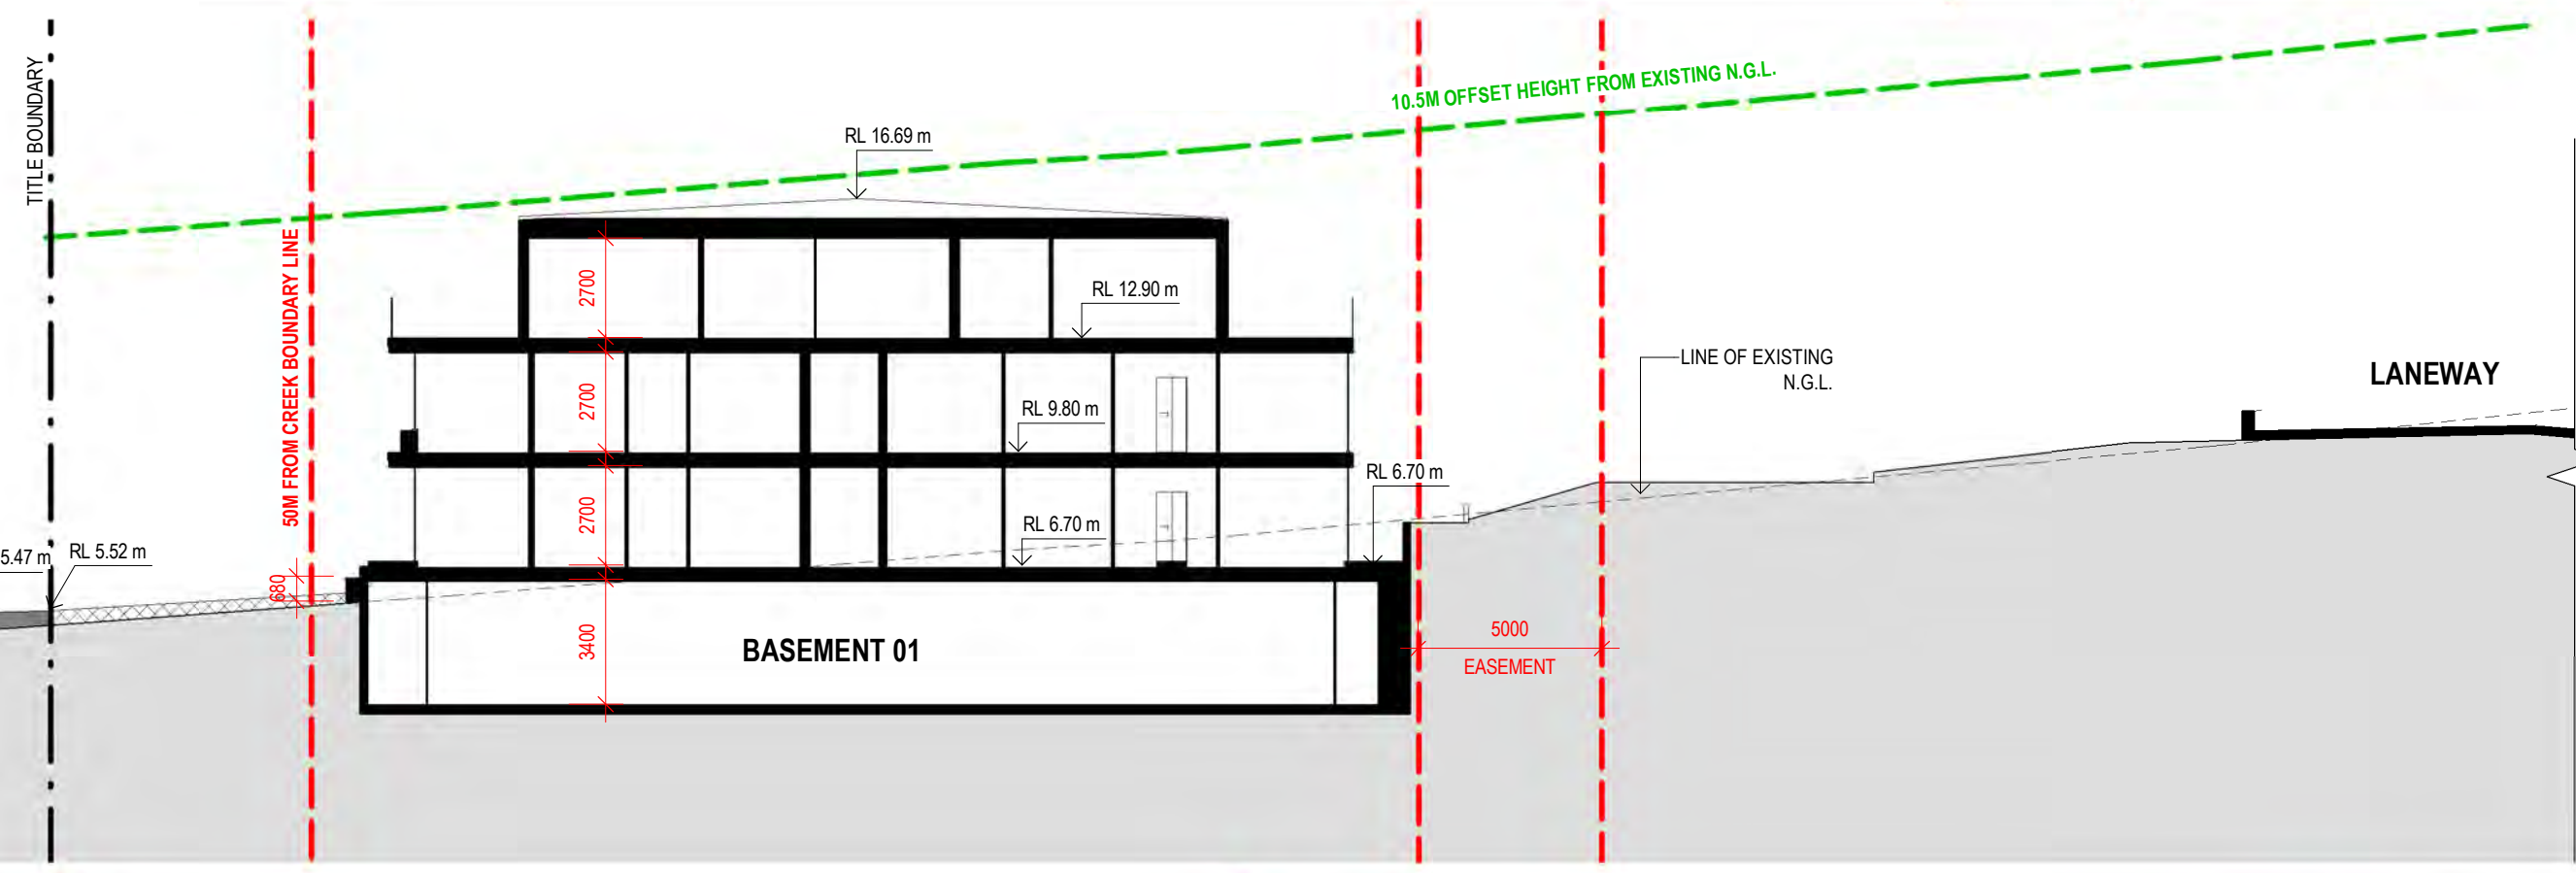 TITLE BOUNDARY
50M FROM CREEK BOUNDARY LINE
10.5M OFFSET HEIGHT FROM EXISTING N.G.L.
RL 16.69 m
2700
RL 12.90 m
LINE OF EXISTING
N.G.L.
LANEWAY
2700
RL 9.80 m
RL 6.70 m
2700
RL 6.70 m
5.47 m
RL 5.52 m
680
3400
BASEMENT 01
5000
EASEMENT